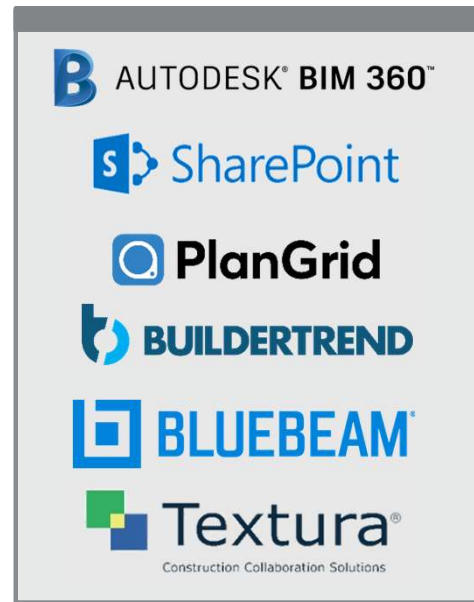 AUTODESK® BIM 360™
SharePoint
PlanGrid
BUILDERTREND
BLUEBEAM®
Textura®
Construction Collaboration Solutions